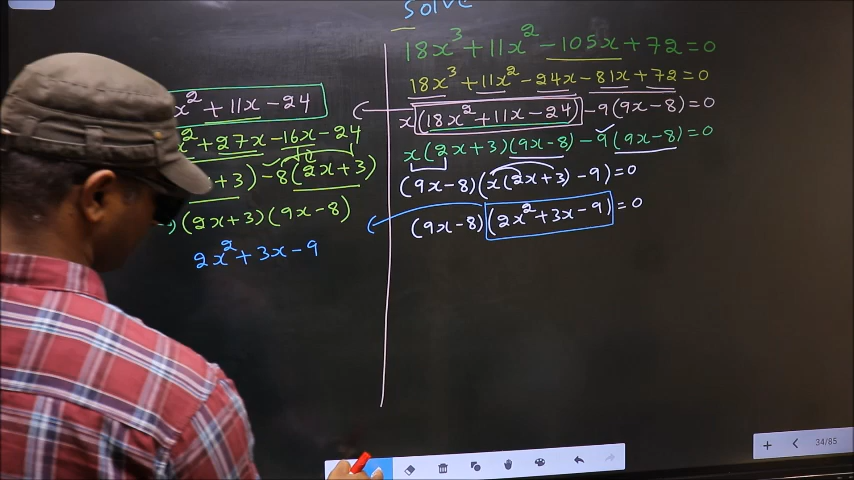 Solve
18x³ + 11x² - 105x + 72 = 0
18x³ + 11x² - 24x - 81x + 72 = 0
x(18x² + 11x - 24) - 9(9x - 8) = 0
x(2x + 3)(9x - 8) - 9(9x - 8) = 0
(9x - 8)(x(2x + 3) - 9) = 0
(9x - 8)(2x² + 3x - 9) = 0
x² + 11x - 24
x² + 27x - 16x - 24
x + 3) - 8(2x + 3)
(2x + 3)(9x - 8)
2x² + 3x - 9
34/85